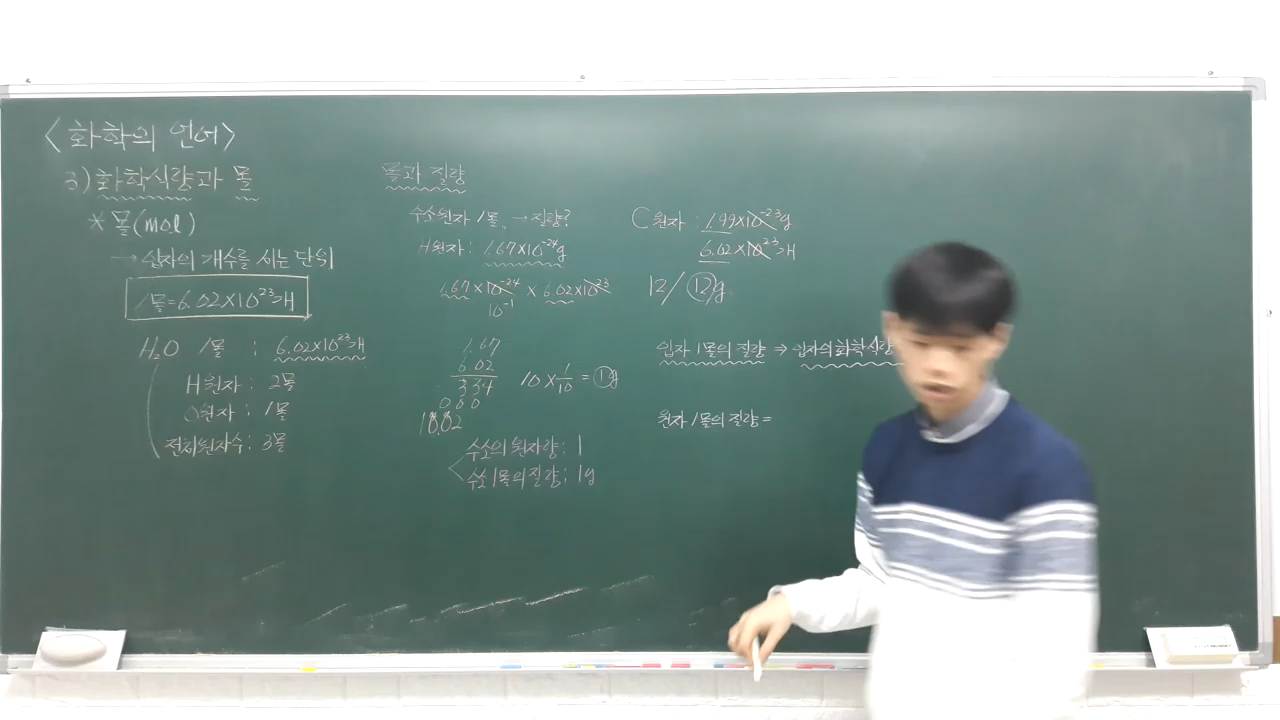 <화학의 언어>
2) 화학식량과 몰
* 몰(mol)
→ 입자의 개수를 세는 단위
1몰=6.02×10²³개
H₂O 1몰 : 6.02×10²³개
H원자 : 2몰
O원자 : 1몰
전체원자수 : 3몰
몰과 질량
수소원자 1몰 → 질량?
H원자 : 1.67×10⁻²⁴g
1.67×10⁻²⁴ × 6.02×10²³
10⁻¹
1.67
6.02
334
000
10.02
10 × 1/10 = 1g
수소의 원자량 : 1
수소 1몰의 질량 : 1g
C원자 : 1.99×10⁻²³g
6.02×10²³개
12/ 12g
입자 1몰의 질량 ⇒ 입자의 화학식량
원자 1몰의 질량 =